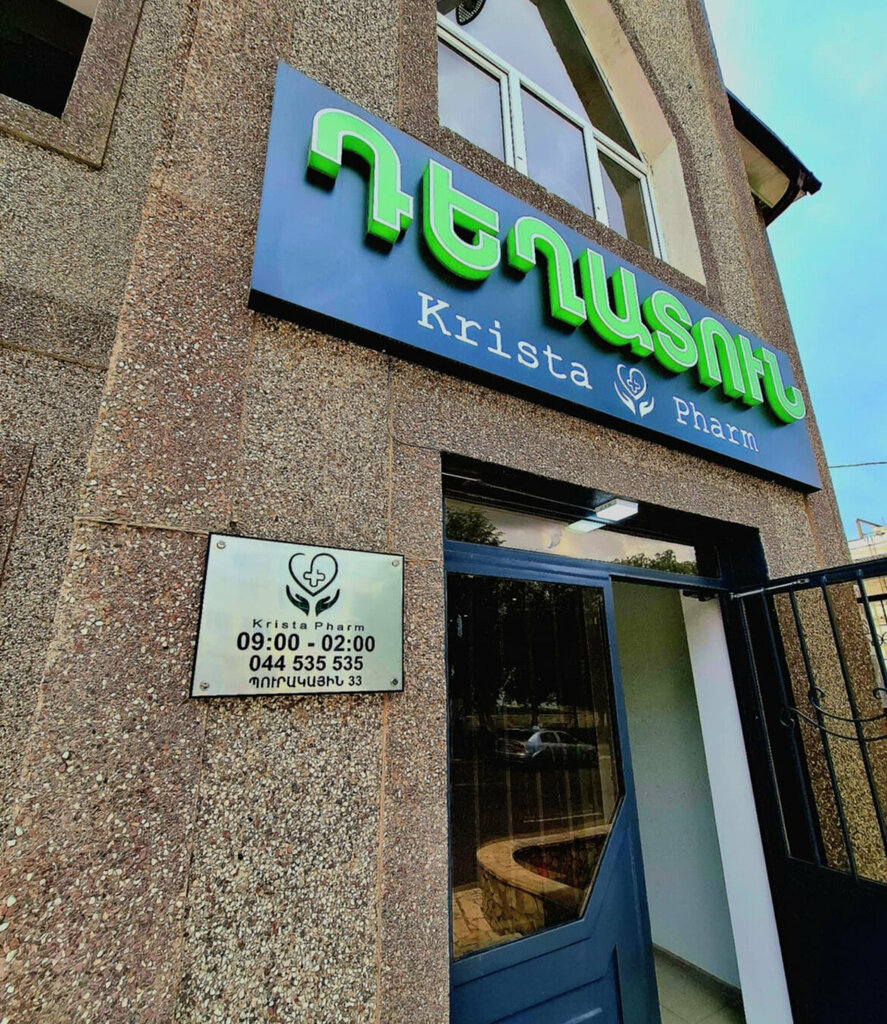 ԴԵՂԱՏՈՒՆ
Krista Pharm
Krista Pharm
09:00 - 02:00
044 535 535
ՊՈՒՐԱԿԱՅԻՆ 33